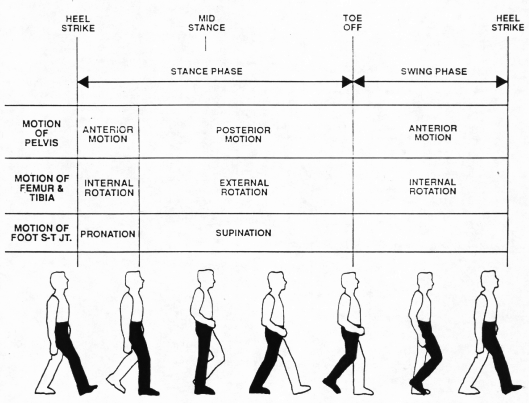 HEEL STRIKE
MID STANCE
TOE OFF
HEEL STRIKE
STANCE PHASE
SWING PHASE
MOTION OF PELVIS
ANTERIOR MOTION
POSTERIOR MOTION
ANTERIOR MOTION
MOTION OF FEMUR & TIBIA
INTERNAL ROTATION
EXTERNAL ROTATION
INTERNAL ROTATION
MOTION OF FOOT S-T JT.
PRONATION
SUPINATION